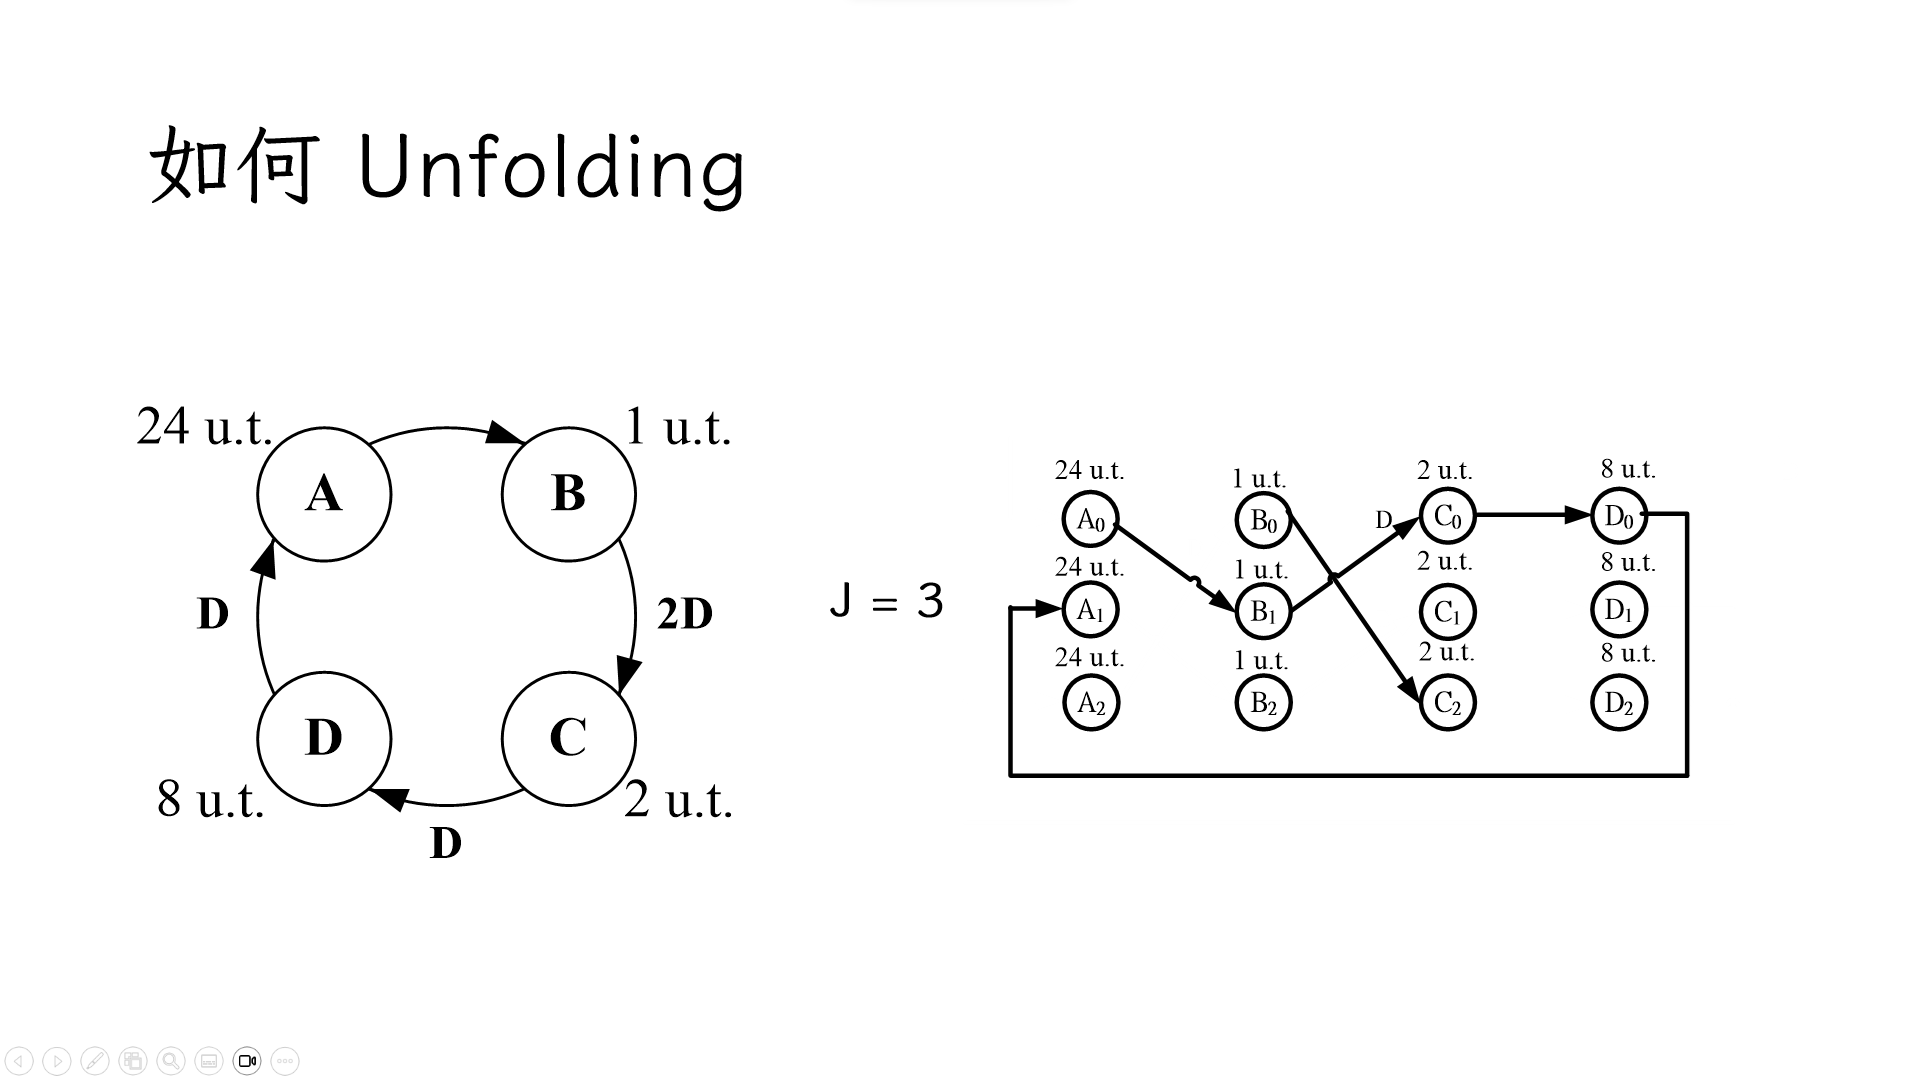 如何 Unfolding
24 u.t.
1 u.t.
A
B
D
2D
D
C
8 u.t.
2 u.t.
D
J = 3
24 u.t.
1 u.t.
2 u.t.
8 u.t.
A0
B0
D
C0
D0
24 u.t.
1 u.t.
2 u.t.
8 u.t.
A1
B1
C1
D1
24 u.t.
1 u.t.
2 u.t.
8 u.t.
A2
B2
C2
D2